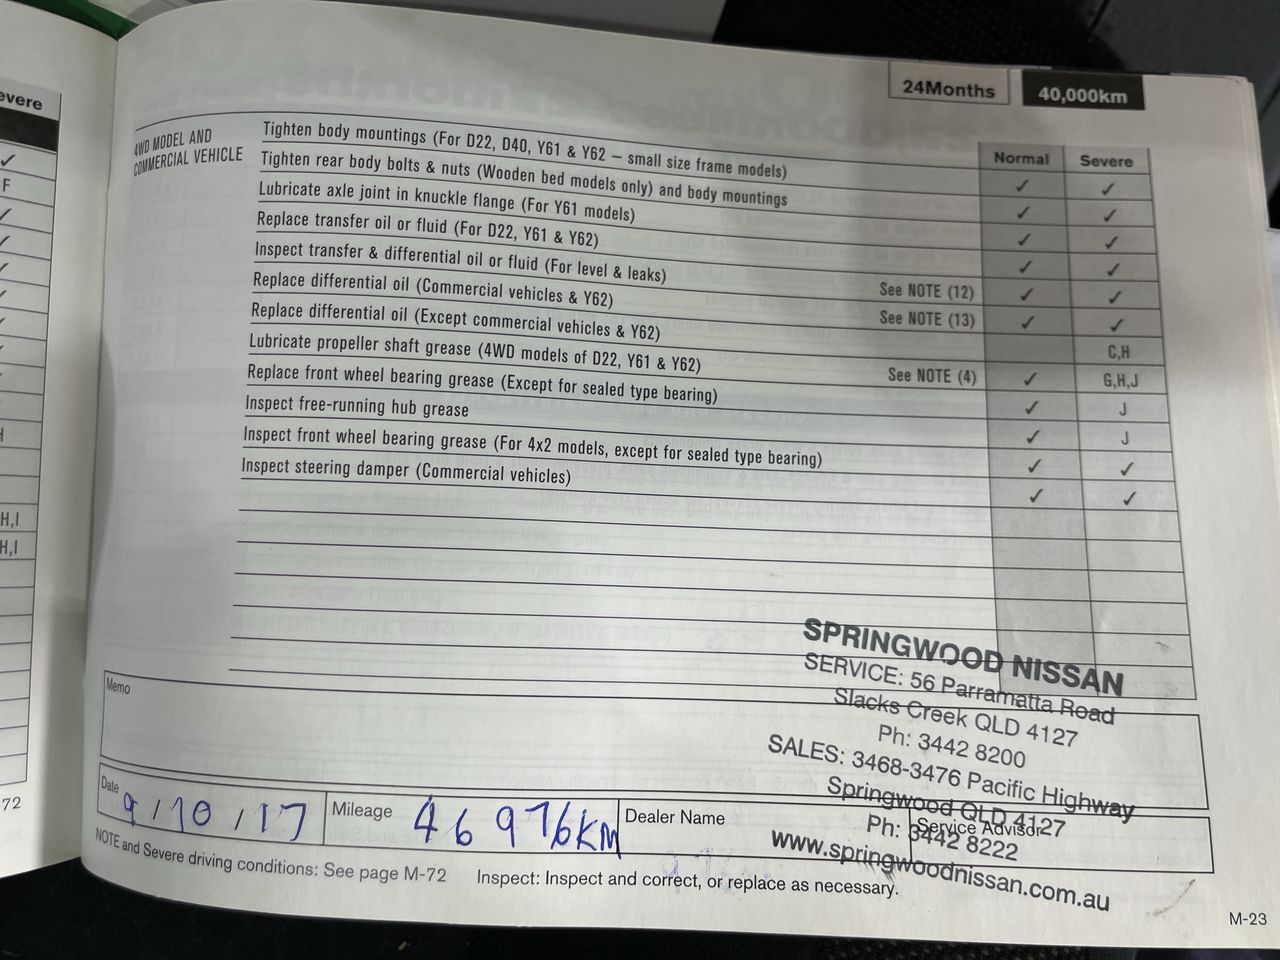 evere
✓
F
✓
✓
✓
✓
✓
✓
✓
H,I
H,I
72
24Months 40,000km
Normal Severe
4WD MODEL AND
COMMERCIAL VEHICLE
Tighten body mountings (For D22, D40, Y61 & Y62 – small size frame models) ✓ ✓
Tighten rear body bolts & nuts (Wooden bed models only) and body mountings ✓ ✓
Lubricate axle joint in knuckle flange (For Y61 models) ✓ ✓
Replace transfer oil or fluid (For D22, Y61 & Y62) ✓ ✓
Inspect transfer & differential oil or fluid (For level & leaks) See NOTE (12) ✓ ✓
Replace differential oil (Commercial vehicles & Y62) See NOTE (13) ✓ ✓
Replace differential oil (Except commercial vehicles & Y62) C,H
Lubricate propeller shaft grease (4WD models of D22, Y61 & Y62) See NOTE (4) ✓ G,H,J
Replace front wheel bearing grease (Except for sealed type bearing) ✓ J
Inspect free-running hub grease ✓ J
Inspect front wheel bearing grease (For 4x2 models, except for sealed type bearing) ✓ ✓
Inspect steering damper (Commercial vehicles) ✓ ✓
SPRINGWOOD NISSAN
SERVICE: 56 Parramatta Road
Slacks Creek QLD 4127
Ph: 3442 8200
SALES: 3468-3476 Pacific Highway
Springwood QLD 4127
Ph: 3442 8222
www.springwoodnissan.com.au
Memo
Date 9/10/17 Mileage 46976KM Dealer Name Service Advisor
NOTE and Severe driving conditions: See page M-72 Inspect: Inspect and correct, or replace as necessary.
M-23